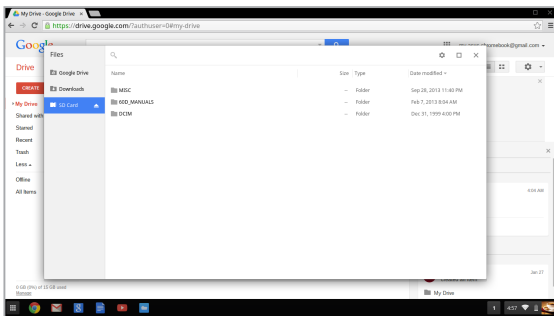 My Drive - Google Drive
https://drive.google.com/?authuser=0#my-drive
Files
Drive
CREATE
My Drive
Shared with
Starred
Recent
Trash
Less
Offline
All items
0 GB (0%) of 15 GB used
Manage
Google Drive
Downloads
SD Card
Name Size Type Date modified
MISC -- Folder Sep 28, 2013 11:40 PM
60D_MANUALS -- Folder Feb 7, 2013 8:04 AM
DCIM -- Folder Dec 31, 1999 4:00 PM
Jan 27
My Drive
1 4:57